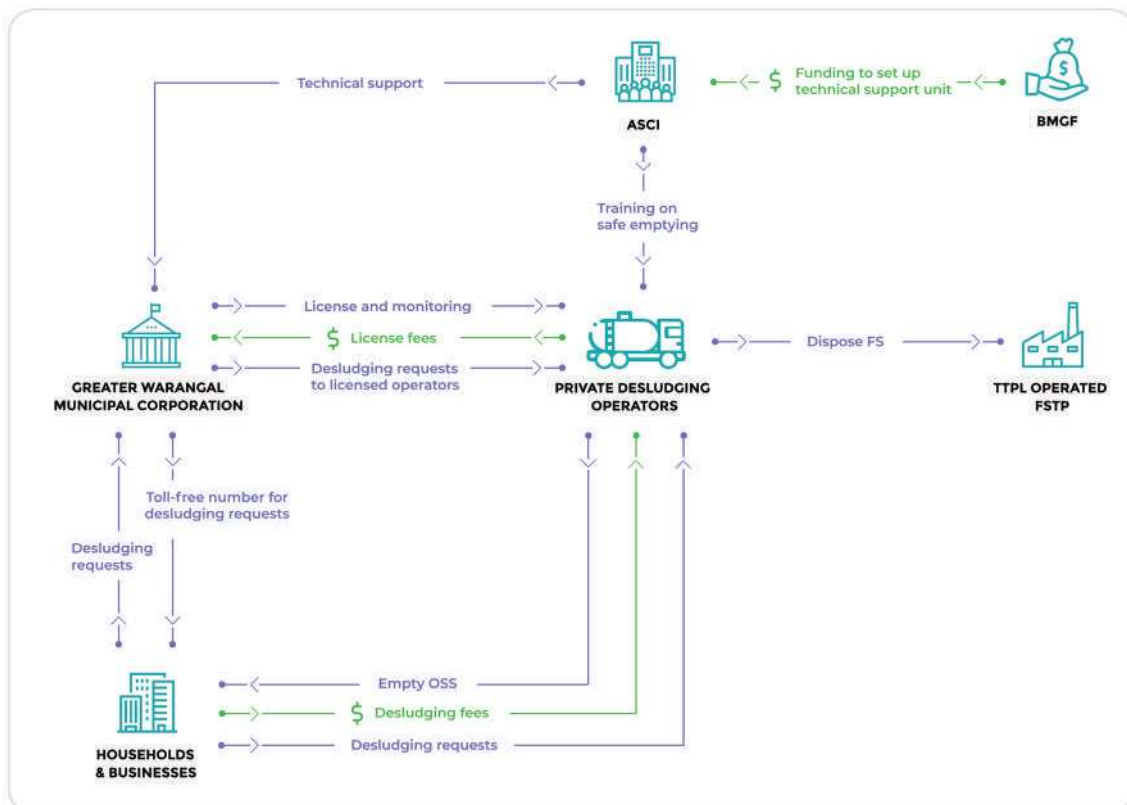 Technical support
$ Funding to set up
technical support unit
$
ASCI
BMGF
Training on
safe emptying
License and monitoring
$ License fees
Desludging requests
to licensed operators
Dispose FS
GREATER WARANGAL
MUNICIPAL CORPORATION
PRIVATE DESLUDGING
OPERATORS
TTPL OPERATED
FSTP
Toll-free number for
desludging requests
Desludging
requests
Empty OSS
$ Desludging fees
Desludging requests
HOUSEHOLDS
& BUSINESSES